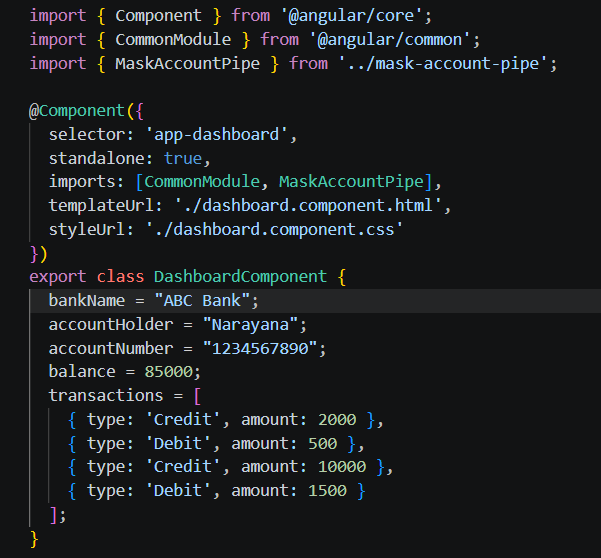 import { Component } from '@angular/core';
import { CommonModule } from '@angular/common';
import { MaskAccountPipe } from '../mask-account-pipe';

@Component({
  selector: 'app-dashboard',
  standalone: true,
  imports: [CommonModule, MaskAccountPipe],
  templateUrl: './dashboard.component.html',
  styleUrl: './dashboard.component.css'
})
export class DashboardComponent {
  bankName = "ABC Bank";
  accountHolder = "Narayana";
  accountNumber = "1234567890";
  balance = 85000;
  transactions = [
    { type: 'Credit', amount: 2000 },
    { type: 'Debit', amount: 500 },
    { type: 'Credit', amount: 10000 },
    { type: 'Debit', amount: 1500 }
  ];
}